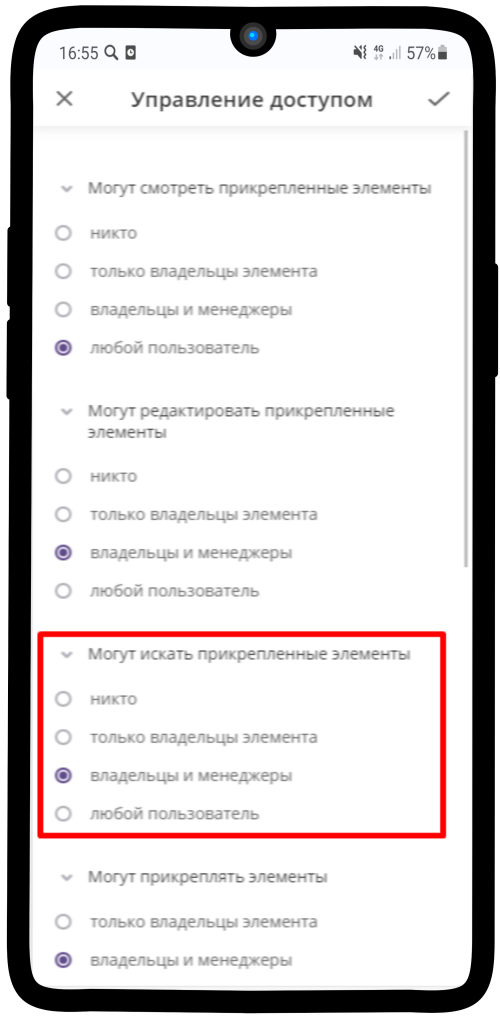 16:55 4G 57%
Управление доступом
Могут смотреть прикрепленные элементы
никто
только владельцы элемента
владельцы и менеджеры
любой пользователь
Могут редактировать прикрепленные
элементы
никто
только владельцы элемента
владельцы и менеджеры
любой пользователь
Могут искать прикрепленные элементы
никто
только владельцы элемента
владельцы и менеджеры
любой пользователь
Могут прикреплять элементы
только владельцы элемента
владельцы и менеджеры